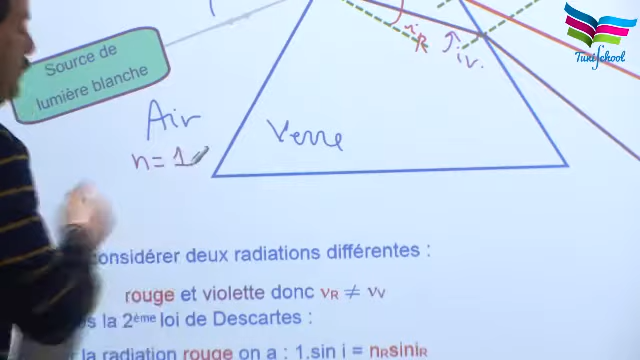 TuniSchool
Source de
lumière blanche
iR
iV.
Air
n = 1
Verre
considérer deux radiations différentes :
rouge et violette donc νR ≠ νV
la 2ème loi de Descartes :
la radiation rouge on a : 1.sin i = nRsiniR